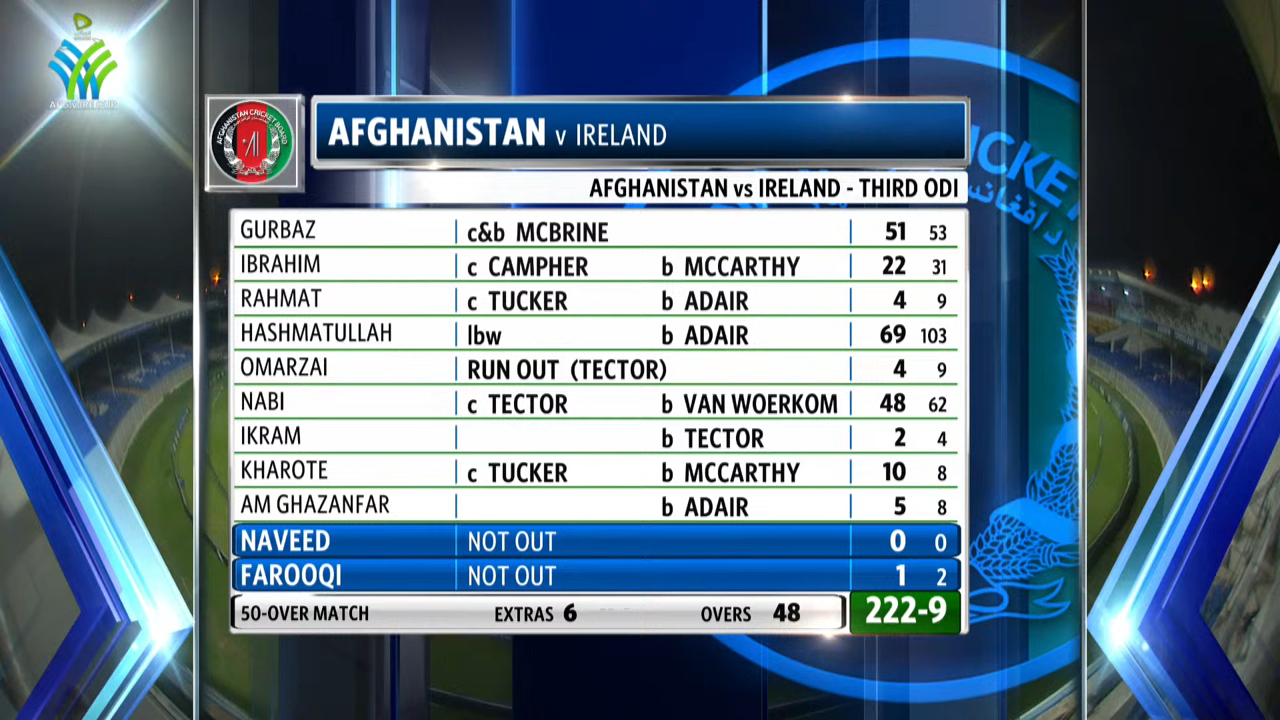 AFGHANISTAN CRICKET BOARD
AFGHANISTAN v IRELAND
AFGHANISTAN vs IRELAND - THIRD ODI
GURBAZ c&b MCBRINE 51 53
IBRAHIM c CAMPHER b MCCARTHY 22 31
RAHMAT c TUCKER b ADAIR 4 9
HASHMATULLAH lbw b ADAIR 69 103
OMARZAI RUN OUT (TECTOR) 4 9
NABI c TECTOR b VAN WOERKOM 48 62
IKRAM b TECTOR 2 4
KHAROTE c TUCKER b MCCARTHY 10 8
AM GHAZANFAR b ADAIR 5 8
NAVEED NOT OUT 0 0
FAROOQI NOT OUT 1 2
50-OVER MATCH EXTRAS 6 OVERS 48 222-9